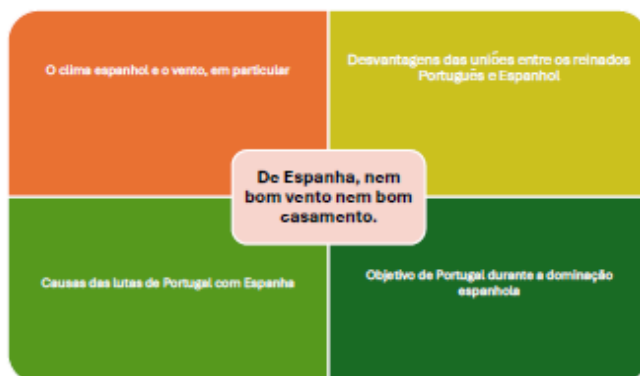 O clima espanhol e o vento, em particular
Desvantagens das uniões entre os reinados
Português e Espanhol
De Espanha, nem
bom vento nem bom
casamento.
Causas das lutas de Portugal com Espanha
Objetivo de Portugal durante a dominação
espanhola